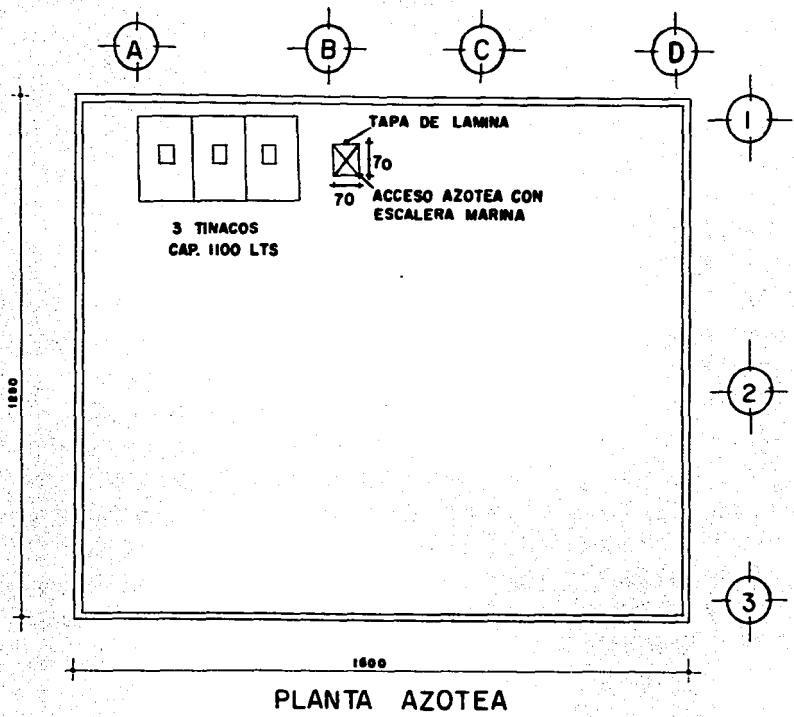 A B C D
TAPA DE LAMINA
70
70
ACCESO AZOTEA CON
ESCALERA MARINA
3 TINACOS
CAP. 1100 LTS
1
2
3
PLANTA AZOTEA